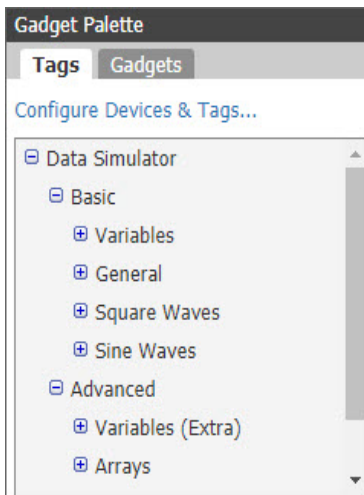 Gadget Palette
Tags Gadgets
Configure Devices & Tags...
Data Simulator
Basic
Variables
General
Square Waves
Sine Waves
Advanced
Variables (Extra)
Arrays